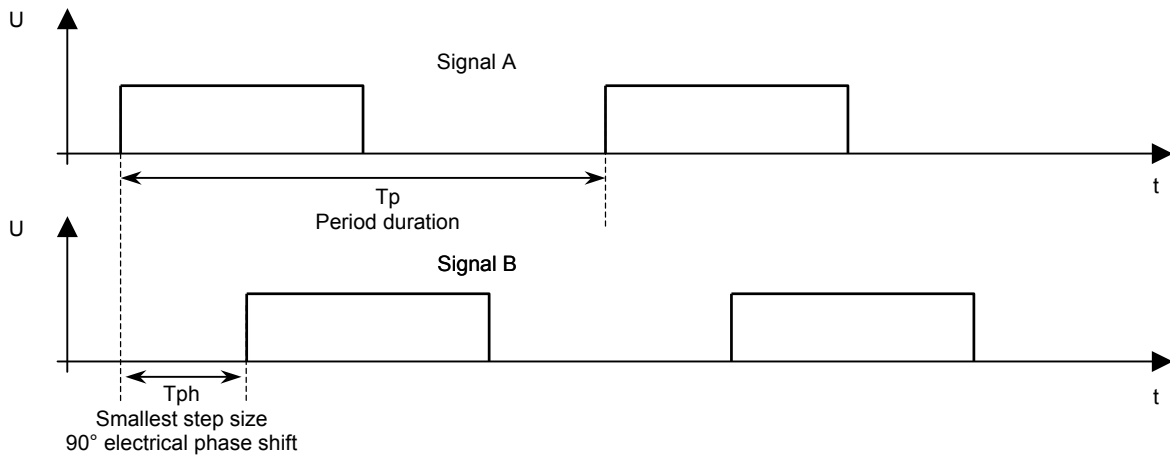 U
Signal A
t
Tp
Period duration
U
Signal B
t
Tph
Smallest step size
90° electrical phase shift